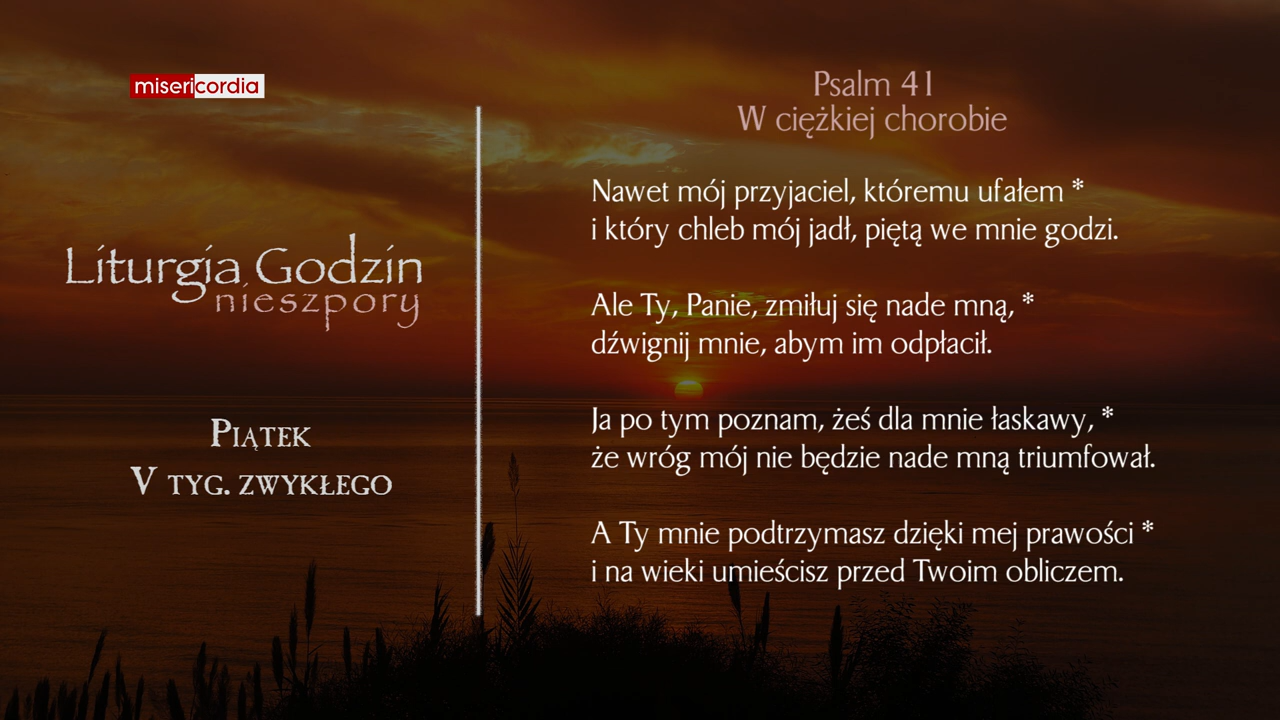 misericordia
Liturgia Godzin
nieszpory
Piątek
V tyg. zwykłego
Psalm 41
W ciężkiej chorobie
Nawet mój przyjaciel, któremu ufałem *
i który chleb mój jadł, piętą we mnie godzi.
Ale Ty, Panie, zmiłuj się nade mną, *
dźwignij mnie, abym im odpłacił.
Ja po tym poznam, żeś dla mnie łaskawy, *
że wróg mój nie będzie nade mną triumfował.
A Ty mnie podtrzymasz dzięki mej prawości *
i na wieki umieścisz przed Twoim obliczem.